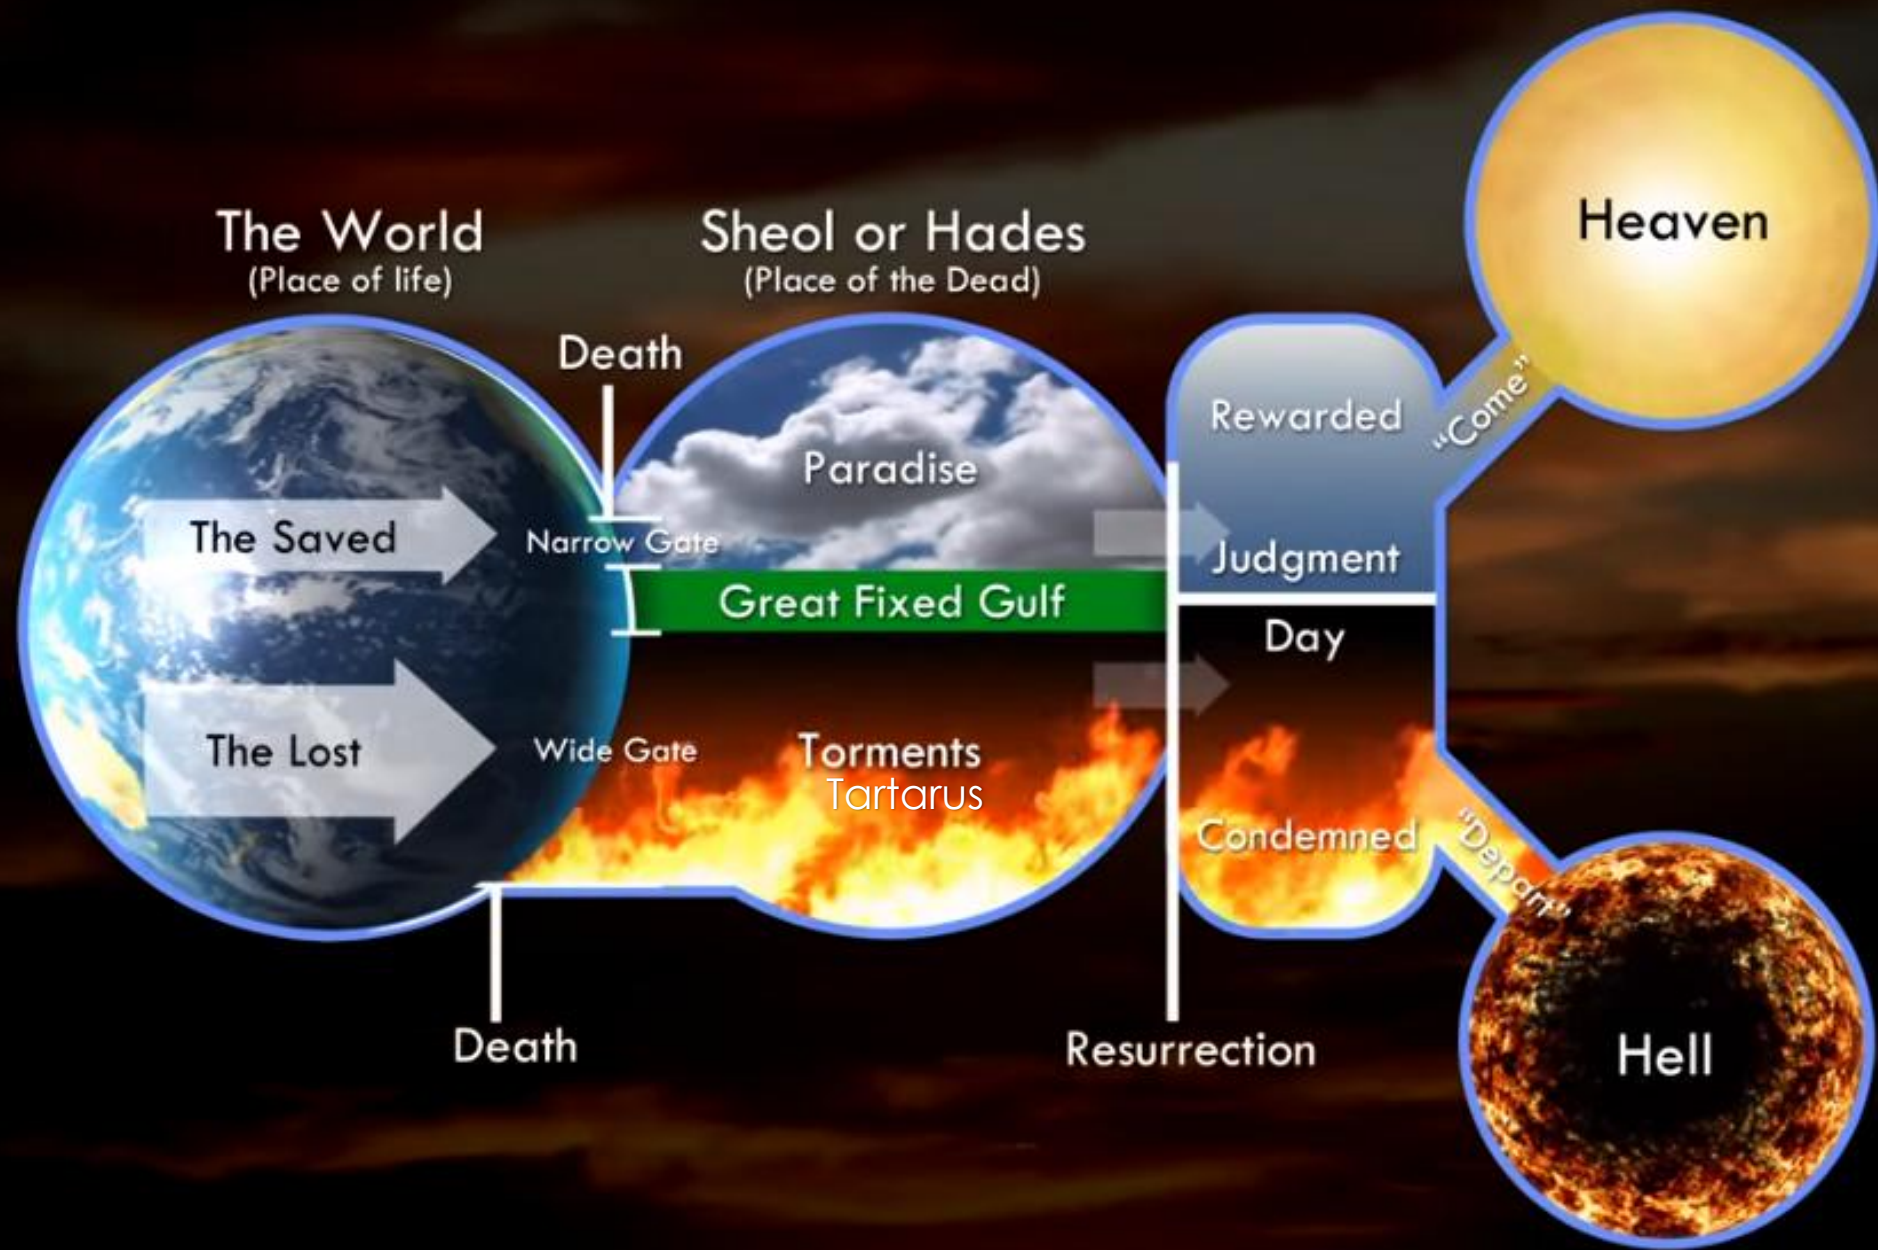 Heaven
The World
(Place of life)
Sheol or Hades
(Place of the Dead)
Death
Rewarded
"Come"
Paradise
The Saved
Narrow Gate
Judgment
Great Fixed Gulf
Day
The Lost
Wide Gate
Torments
Tartarus
Condemned
"Depart"
Death
Resurrection
Hell